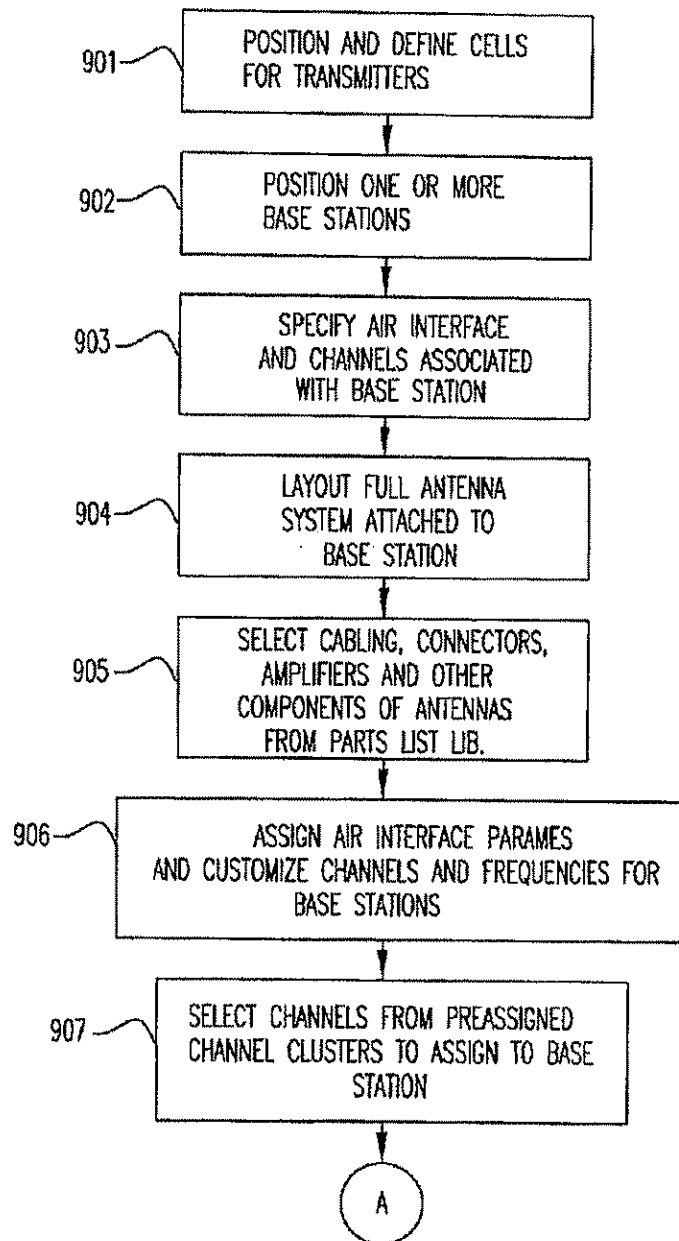 901
POSITION AND DEFINE CELLS
FOR TRANSMITTERS
902
POSITION ONE OR MORE
BASE STATIONS
903
SPECIFY AIR INTERFACE
AND CHANNELS ASSOCIATED
WITH BASE STATION
904
LAYOUT FULL ANTENNA
SYSTEM ATTACHED TO
BASE STATION
905
SELECT CABLING, CONNECTORS,
AMPLIFIERS AND OTHER
COMPONENTS OF ANTENNAS
FROM PARTS LIST LIB.
906
ASSIGN AIR INTERFACE PARAMES
AND CUSTOMIZE CHANNELS AND FREQUENCIES FOR
BASE STATIONS
907
SELECT CHANNELS FROM PREASSIGNED
CHANNEL CLUSTERS TO ASSIGN TO BASE
STATION
A